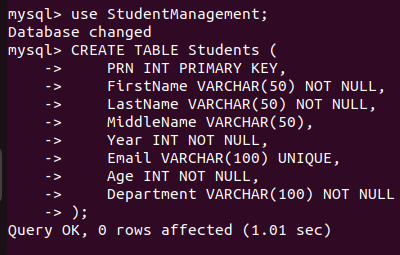 mysql> use StudentManagement;
Database changed
mysql> CREATE TABLE Students (
    ->     PRN INT PRIMARY KEY,
    ->     FirstName VARCHAR(50) NOT NULL,
    ->     LastName VARCHAR(50) NOT NULL,
    ->     MiddleName VARCHAR(50),
    ->     Year INT NOT NULL,
    ->     Email VARCHAR(100) UNIQUE,
    ->     Age INT NOT NULL,
    ->     Department VARCHAR(100) NOT NULL
    -> );
Query OK, 0 rows affected (1.01 sec)